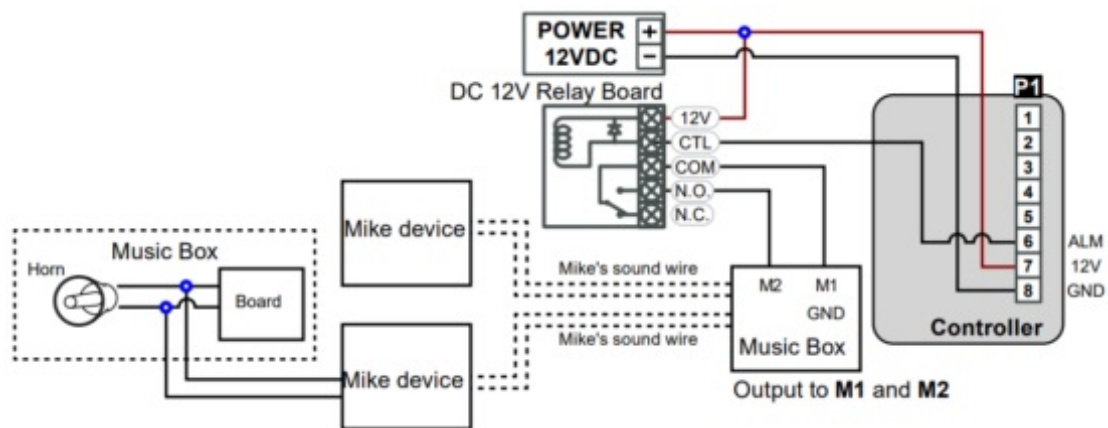 POWER +
12VDC −
DC 12V Relay Board
P1
12V
CTL
COM
N.O.
N.C.
1
2
3
4
5
6 ALM
7 12V
8 GND
Controller
Mike device
Music Box
Horn
Board
Mike's sound wire
Mike's sound wire
M2 M1
GND
Music Box
Mike device
Output to M1 and M2